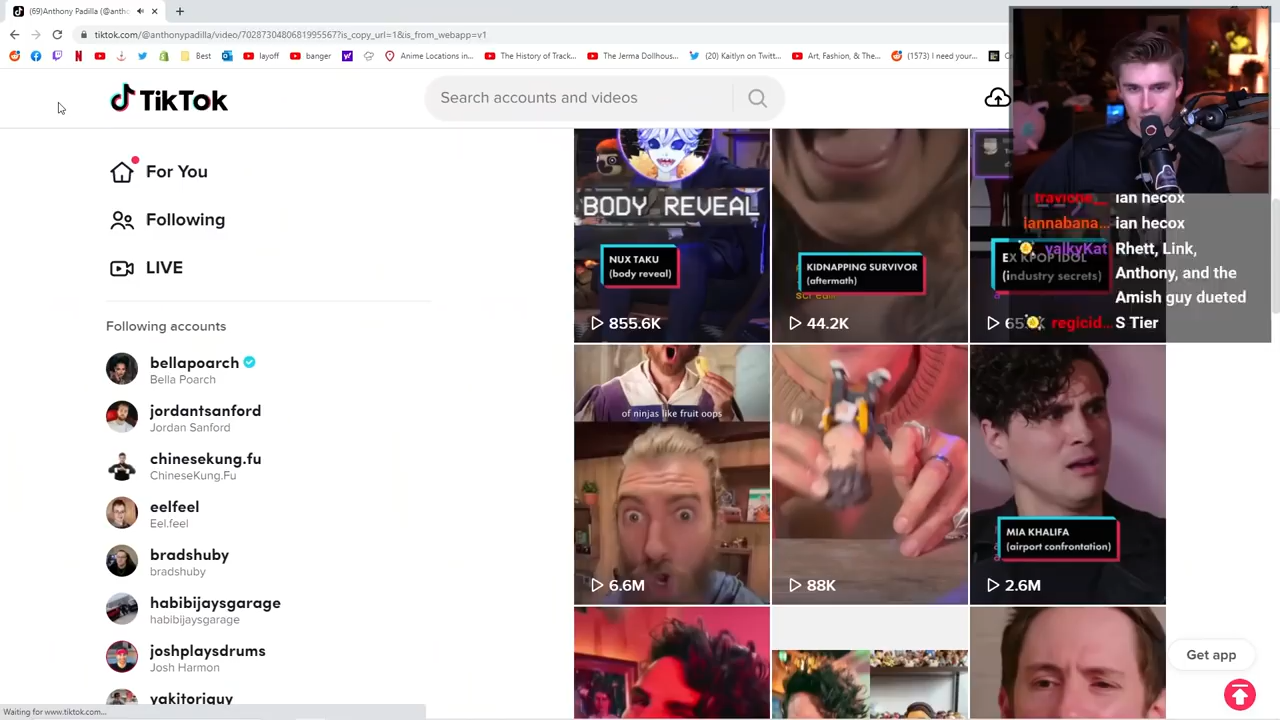 (69)Anthony Padilla (@anth
tiktok.com/@anthonypadilla/video/7028730480681995567?is_copy_url=1&is_from_webapp=v1
Best
layoff
banger
Anime Locations in...
The History of Track...
The Jerma Dollhous...
(20) Kaitlyn on Twitt...
Art, Fashion, & The...
(1573) I need your...
TikTok
Search accounts and videos
For You
Following
LIVE
Following accounts
bellapoarch
Bella Poarch
jordantsanford
Jordan Sanford
chinesekung.fu
ChineseKung.Fu
eelfeel
Eel.feel
bradshuby
bradshuby
habibijaysgarage
habibijaysgarage
joshplaysdrums
Josh Harmon
yakitoriguy
Waiting for www.tiktok.com...
BODY REVEAL
NUX TAKU
(body reveal)
855.6K
KIDNAPPING SURVIVOR
(aftermath)
44.2K
EX KPOP IDOL
(industry secrets)
travione__ ian hecox
iannabana... ian hecox
valkyKat Rhett, Link,
Anthony, and the
Amish guy dueted
regicid... S Tier
of ninjas like fruit oops
6.6M
88K
MIA KHALIFA
(airport confrontation)
2.6M
Get app